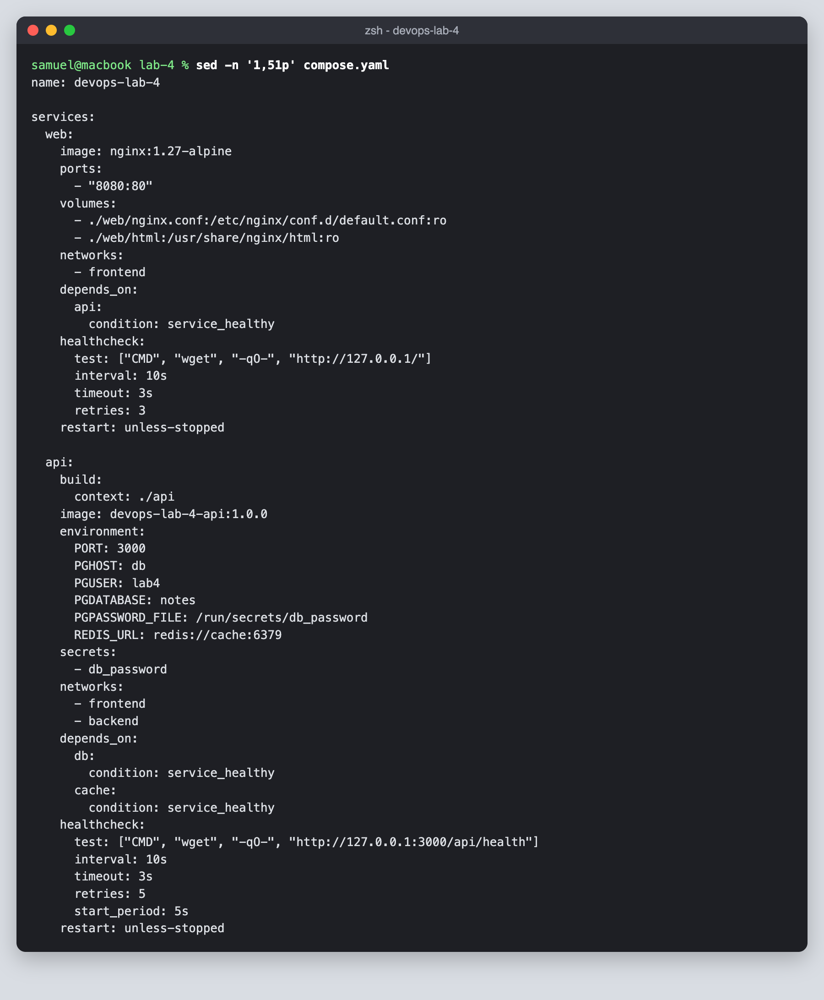 zsh - devops-lab-4
samuel@macbook lab-4 % sed -n '1,51p' compose.yaml
name: devops-lab-4

services:
  web:
    image: nginx:1.27-alpine
    ports:
      - "8080:80"
    volumes:
      - ./web/nginx.conf:/etc/nginx/conf.d/default.conf:ro
      - ./web/html:/usr/share/nginx/html:ro
    networks:
      - frontend
    depends_on:
      api:
        condition: service_healthy
    healthcheck:
      test: ["CMD", "wget", "-qO-", "http://127.0.0.1/"]
      interval: 10s
      timeout: 3s
      retries: 3
    restart: unless-stopped

  api:
    build:
      context: ./api
    image: devops-lab-4-api:1.0.0
    environment:
      PORT: 3000
      PGHOST: db
      PGUSER: lab4
      PGDATABASE: notes
      PGPASSWORD_FILE: /run/secrets/db_password
      REDIS_URL: redis://cache:6379
    secrets:
      - db_password
    networks:
      - frontend
      - backend
    depends_on:
      db:
        condition: service_healthy
      cache:
        condition: service_healthy
    healthcheck:
      test: ["CMD", "wget", "-qO-", "http://127.0.0.1:3000/api/health"]
      interval: 10s
      timeout: 3s
      retries: 5
      start_period: 5s
    restart: unless-stopped